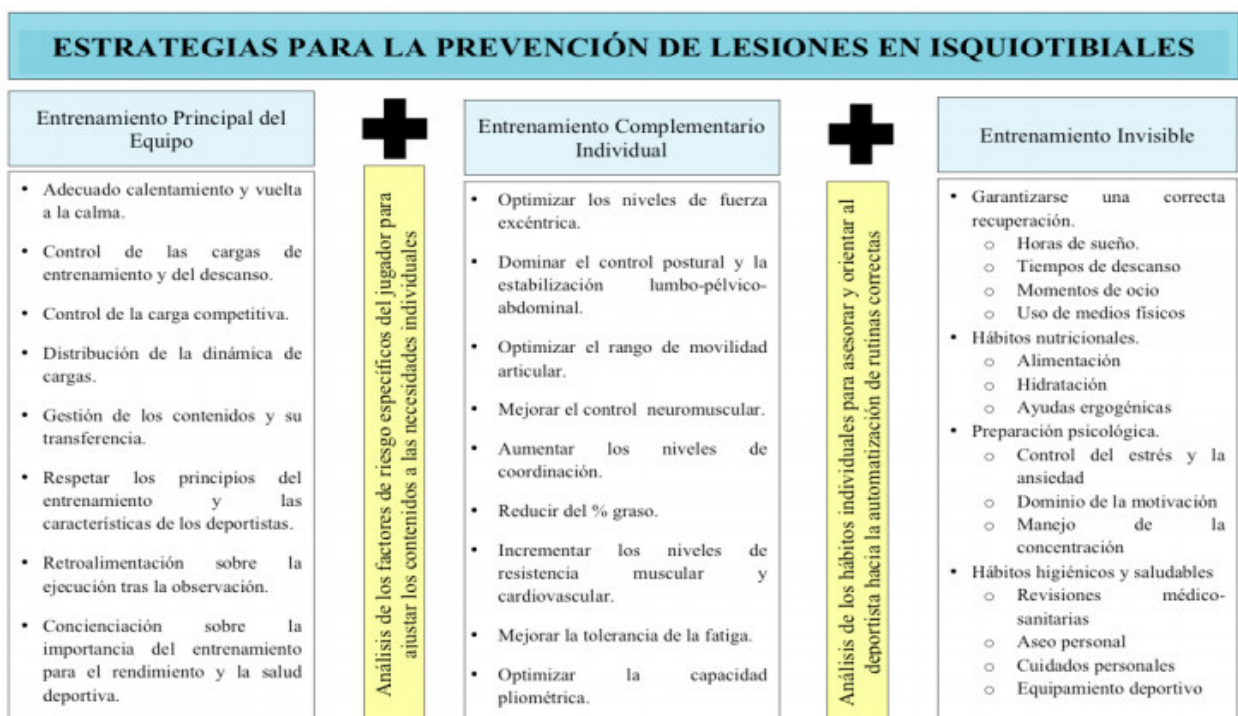 ESTRATEGIAS PARA LA PREVENCIÓN DE LESIONES EN ISQUIOTIBIALES
Entrenamiento Principal del
Equipo
• Adecuado calentamiento y vuelta
a la calma.
• Control de las cargas de
entrenamiento y del descanso.
• Control de la carga competitiva.
• Distribución de la dinámica de
cargas.
• Gestión de los contenidos y su
transferencia.
• Respetar los principios del
entrenamiento y las
características de los deportistas.
• Retroalimentación sobre la
ejecución tras la observación.
• Concienciación sobre la
importancia del entrenamiento
para el rendimiento y la salud
deportiva.
Análisis de los factores de riesgo específicos del jugador para
ajustar los contenidos a las necesidades individuales
Entrenamiento Complementario
Individual
• Optimizar los niveles de fuerza
excéntrica.
• Dominar el control postural y la
estabilización lumbo-pélvico-
abdominal.
• Optimizar el rango de movilidad
articular.
• Mejorar el control neuromuscular.
• Aumentar los niveles de
coordinación.
• Reducir del % graso.
• Incrementar los niveles de
resistencia muscular y
cardiovascular.
• Mejorar la tolerancia de la fatiga.
• Optimizar la capacidad
pliométrica.
Análisis de los hábitos individuales para asesorar y orientar al
deportista hacia la automatización de rutinas correctas
Entrenamiento Invisible
• Garantizarse una correcta
recuperación.
o Horas de sueño.
o Tiempos de descanso
o Momentos de ocio
o Uso de medios físicos
• Hábitos nutricionales.
o Alimentación
o Hidratación
o Ayudas ergogénicas
• Preparación psicológica.
o Control del estrés y la
ansiedad
o Dominio de la motivación
o Manejo de la
concentración
• Hábitos higiénicos y saludables
o Revisiones médico-
sanitarias
o Aseo personal
o Cuidados personales
o Equipamiento deportivo